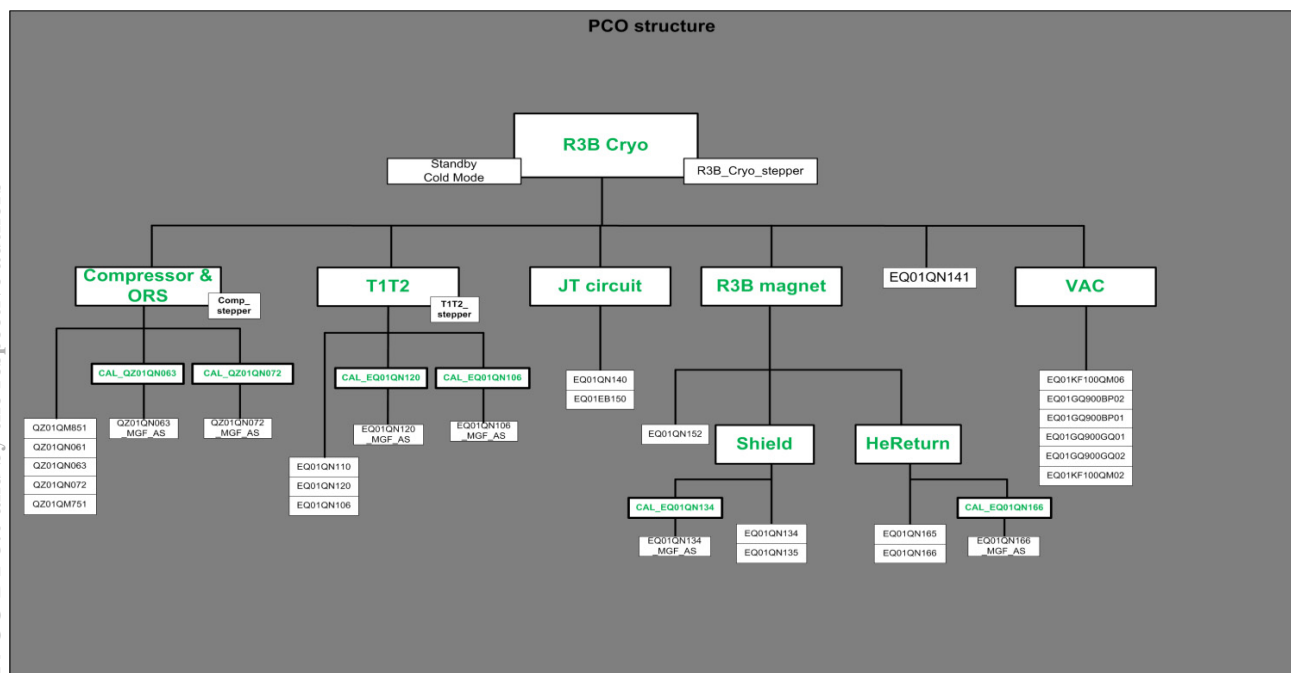 PCO structure
R3B Cryo
Standby
Cold Mode
R3B_Cryo_stepper
Compressor &
ORS
Comp_
stepper
T1T2
T1T2_
stepper
JT circuit
R3B magnet
EQ01QN141
VAC
CAL_QZ01QN063
CAL_QZ01QN072
QZ01QM851
QZ01QN061
QZ01QN063
QZ01QN072
QZ01QM751
QZ01QN063
_MGF_AS
QZ01QN072
_MGF_AS
CAL_EQ01QN120
CAL_EQ01QN106
EQ01QN110
EQ01QN120
EQ01QN106
EQ01QN120
_MGF_AS
EQ01QN106
_MGF_AS
EQ01QN140
EQ01EB150
EQ01QN152
Shield
CAL_EQ01QN134
EQ01QN134
_MGF_AS
EQ01QN134
EQ01QN135
HeReturn
EQ01QN165
EQ01QN166
CAL_EQ01QN166
EQ01QN166
_MGF_AS
EQ01KF100QM06
EQ01GQ900BP02
EQ01GQ900BP01
EQ01GQ900GQ01
EQ01GQ900GQ02
EQ01KF100QM02